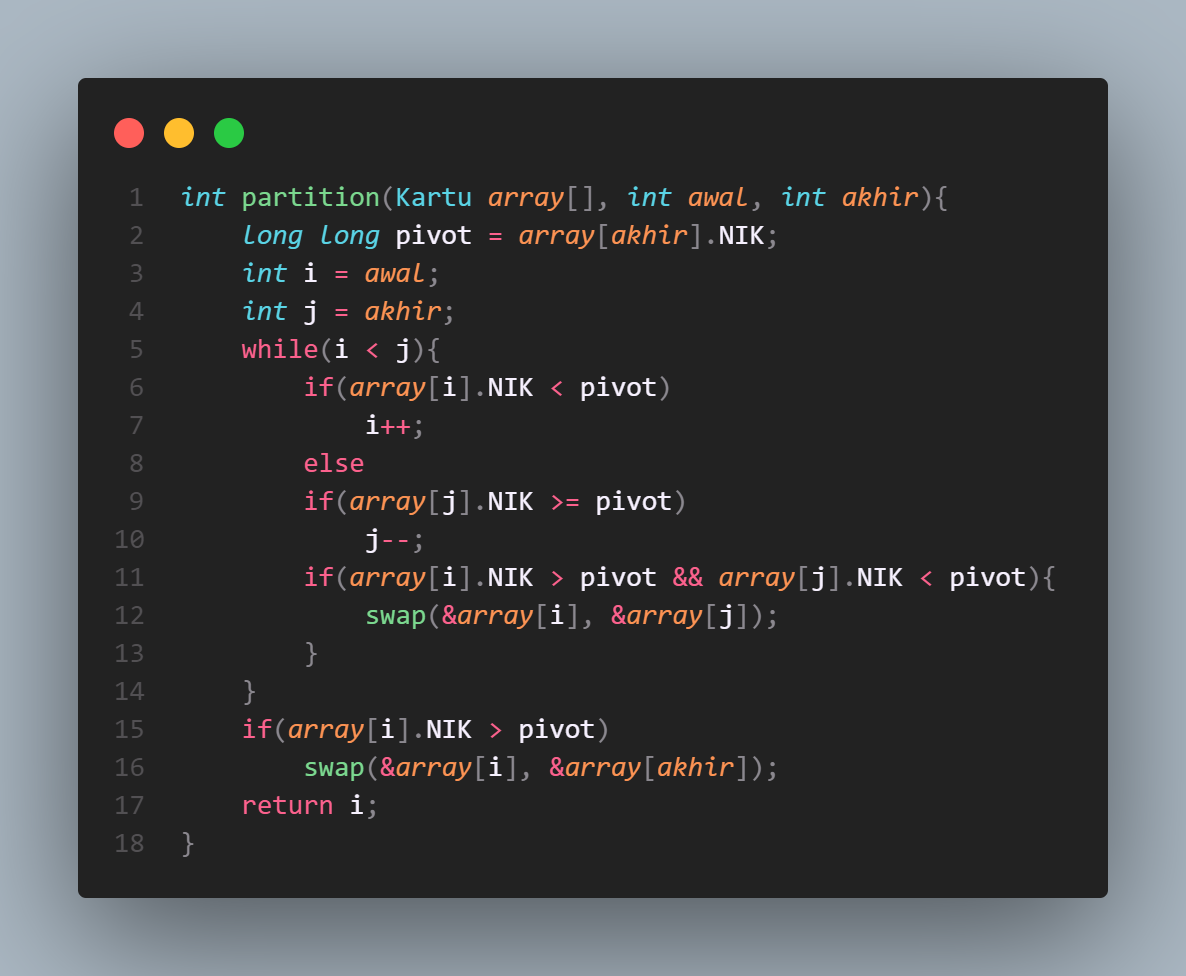 1 int partition(Kartu array[], int awal, int akhir){
2     long long pivot = array[akhir].NIK;
3     int i = awal;
4     int j = akhir;
5     while(i < j){
6         if(array[i].NIK < pivot)
7             i++;
8         else
9         if(array[j].NIK >= pivot)
10             j--;
11         if(array[i].NIK > pivot && array[j].NIK < pivot){
12             swap(&array[i], &array[j]);
13         }
14     }
15     if(array[i].NIK > pivot)
16         swap(&array[i], &array[akhir]);
17     return i;
18 }